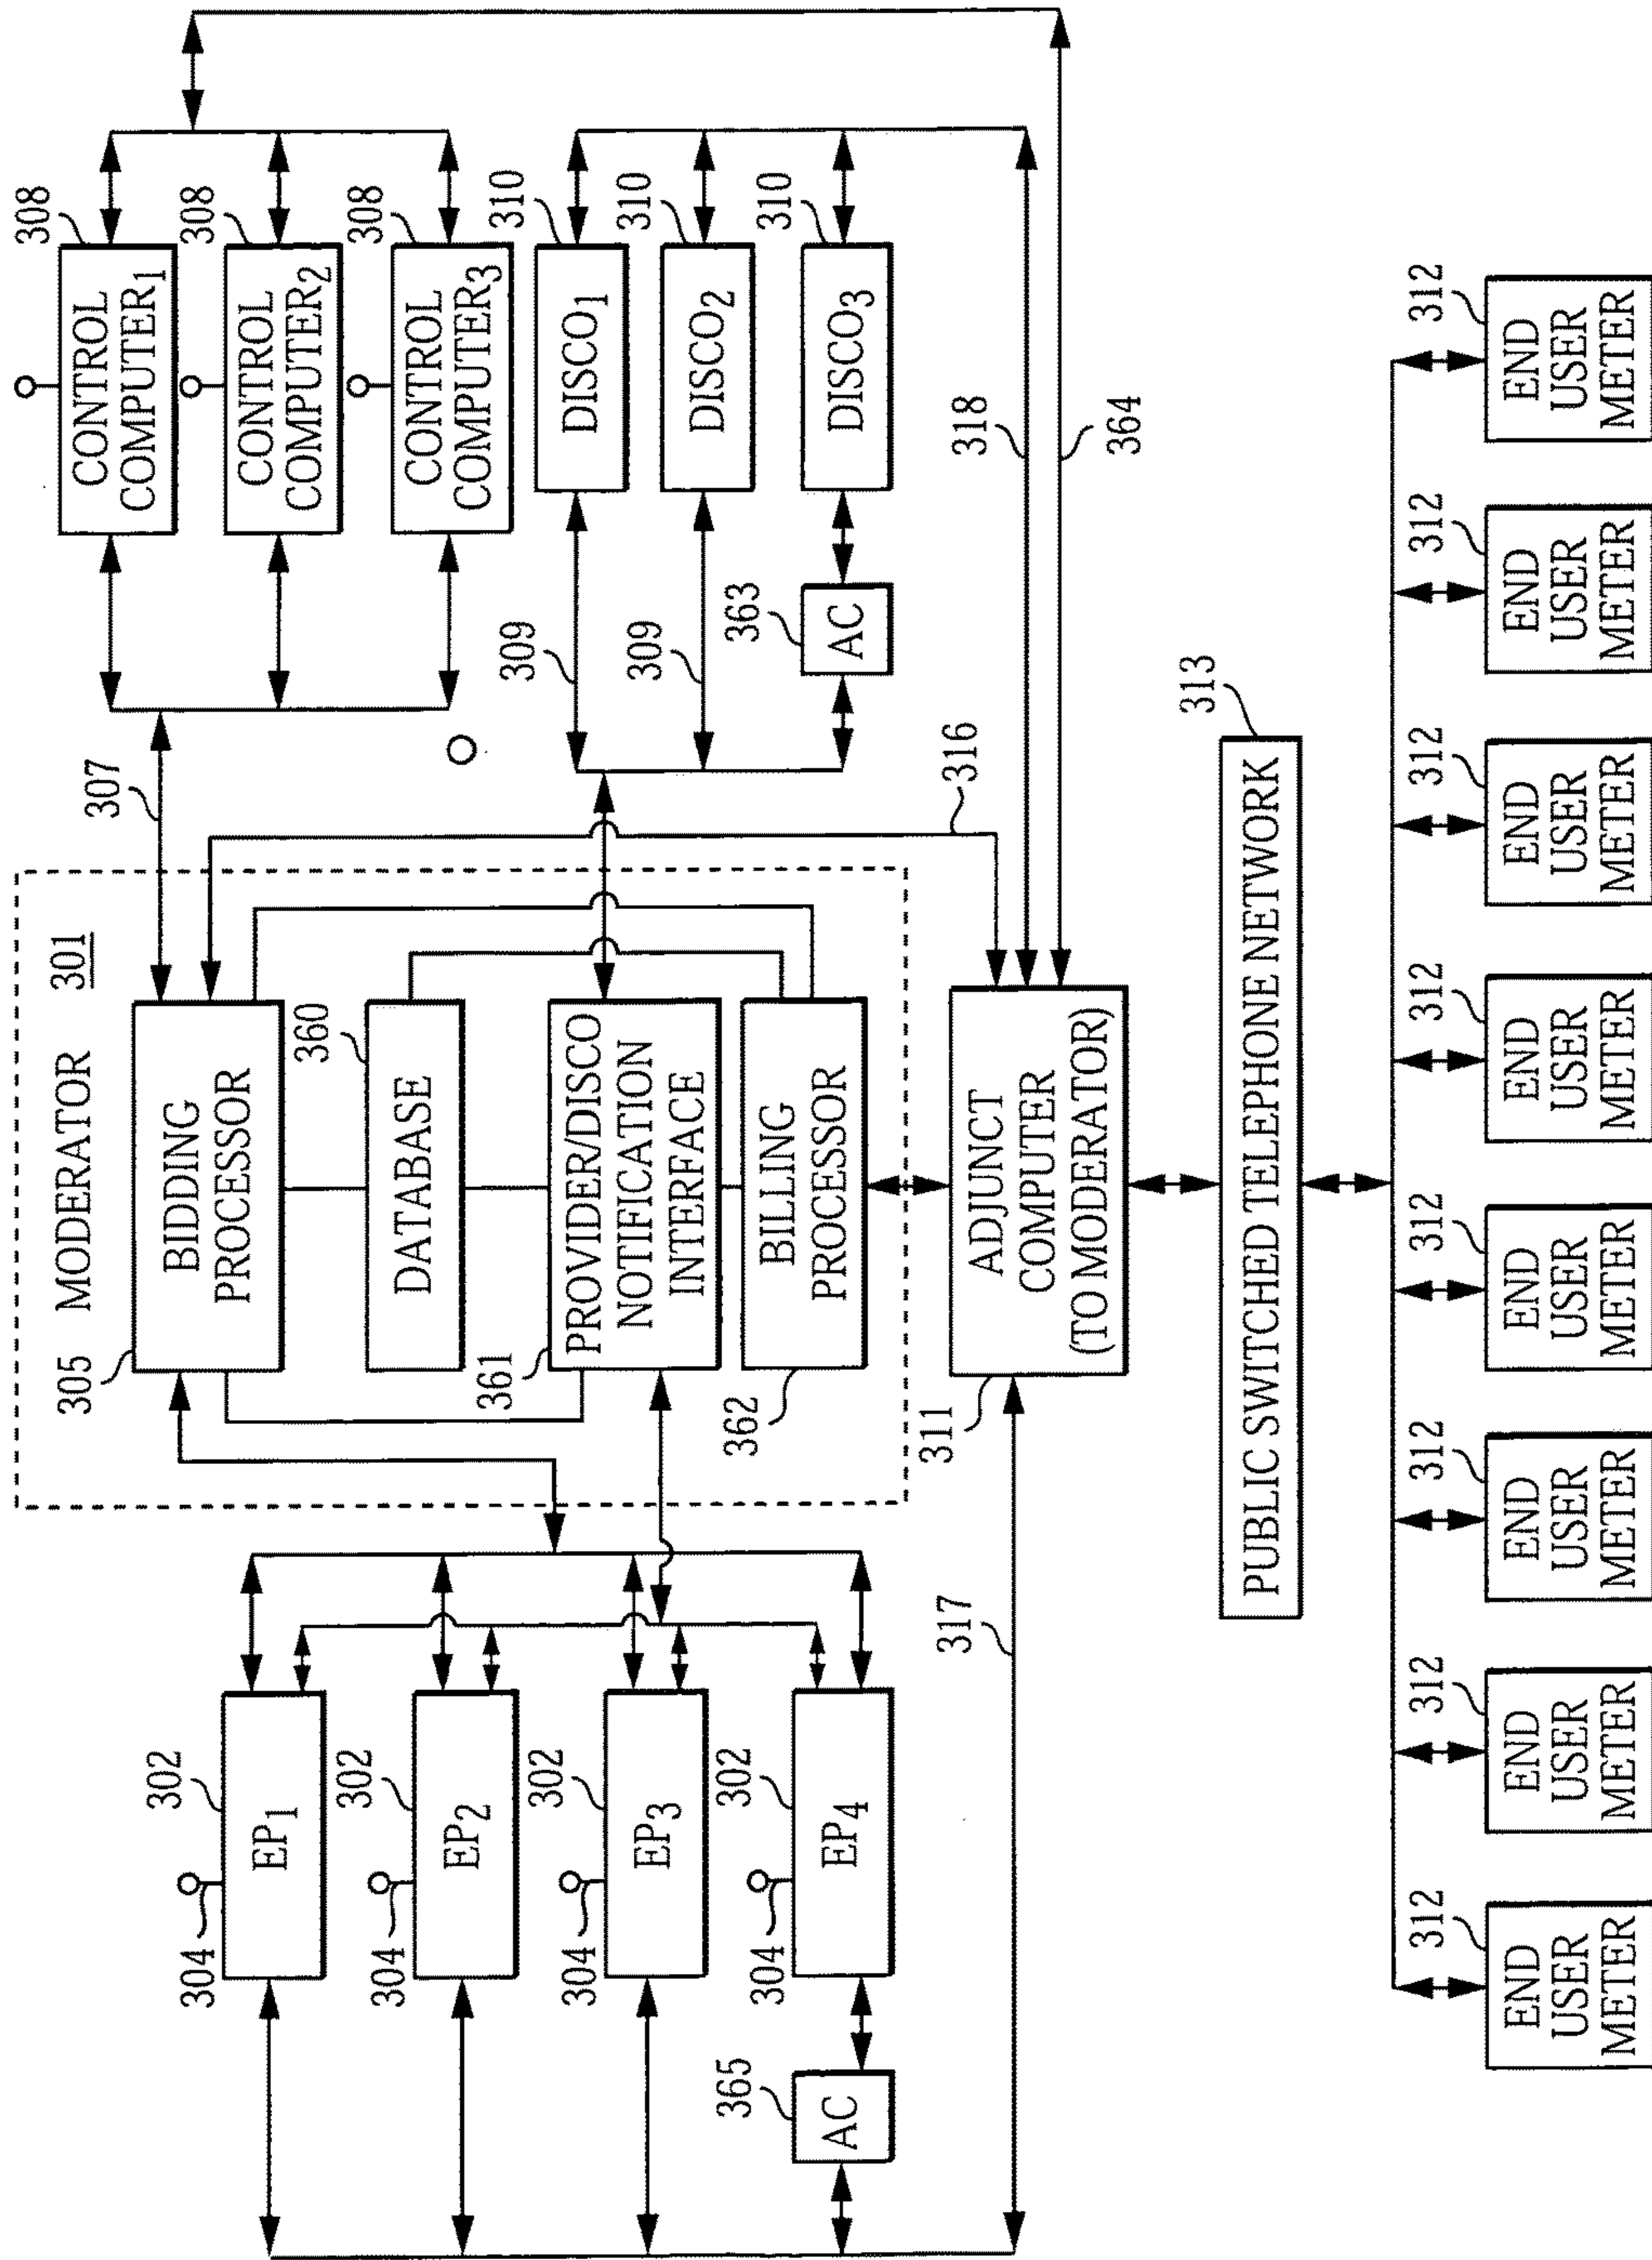 308
CONTROL
COMPUTER1
308
CONTROL
COMPUTER2
308
CONTROL
COMPUTER3
310
DISCO1
310
DISCO2
310
DISCO3
363
AC
307
309
309
318
364
316
MODERATOR 301
305
BIDDING
PROCESSOR
360
DATABASE
361
PROVIDER/DISCO
NOTIFICATION
INTERFACE
362
BILLING
PROCESSOR
311
ADJUNCT
COMPUTER
(TO MODERATOR)
313
PUBLIC SWITCHED TELEPHONE NETWORK
302
304
EP1
302
304
EP2
302
304
EP3
302
304
EP4
365
AC
317
312
END
USER
METER
312
END
USER
METER
312
END
USER
METER
312
END
USER
METER
312
END
USER
METER
312
END
USER
METER
312
END
USER
METER
312
END
USER
METER